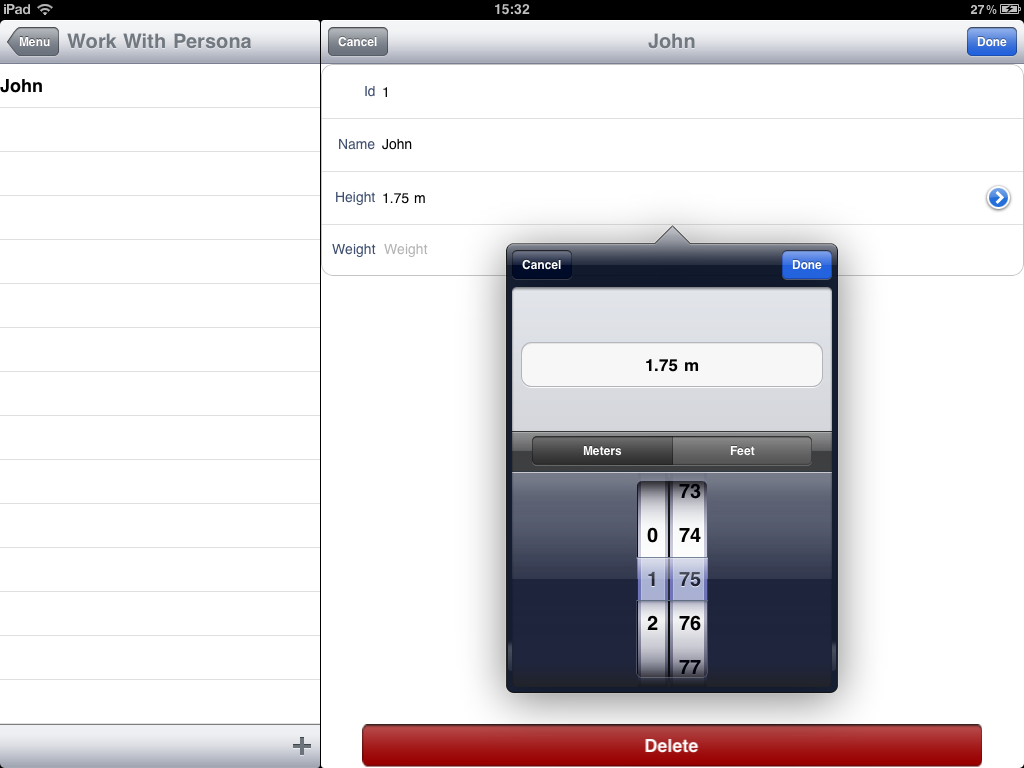 iPad 15:32 27%
Menu Work With Persona
Cancel John Done
John
Id 1
Name John
Height 1.75 m
Weight Weight
Cancel Done
1.75 m
Meters Feet
73
0 74
1 75
2 76
77
+
Delete